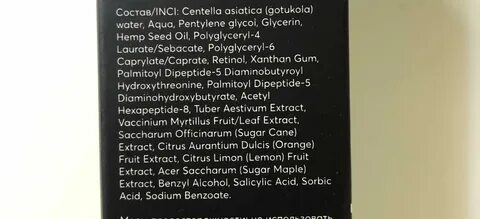 Состав/INCI: Centella asiatica (gotukola)
water, Aqua, Pentylene glycol, Glycerin,
Hemp Seed Oil, Polyglyceryl-4
Laurate/Sebacate, Polyglyceryl-6
Caprylate/Caprate, Retinol, Xanthan Gum,
Palmitoyl Dipeptide-5 Diaminobutyroyl
Hydroxythreonine, Palmitoyl Dipeptide-5
Diaminohydroxybutyrate, Acetyl
Hexapeptide-8, Tuber Aestivum Extract,
Vaccinium Myrtillus Fruit/Leaf Extract,
Saccharum Officinarum (Sugar Cane)
Extract, Citrus Aurantium Dulcis (Orange)
Fruit Extract, Citrus Limon (Lemon) Fruit
Extract, Acer Saccharum (Sugar Maple)
Extract, Benzyl Alcohol, Salicylic Acid, Sorbic
Acid, Sodium Benzoate.